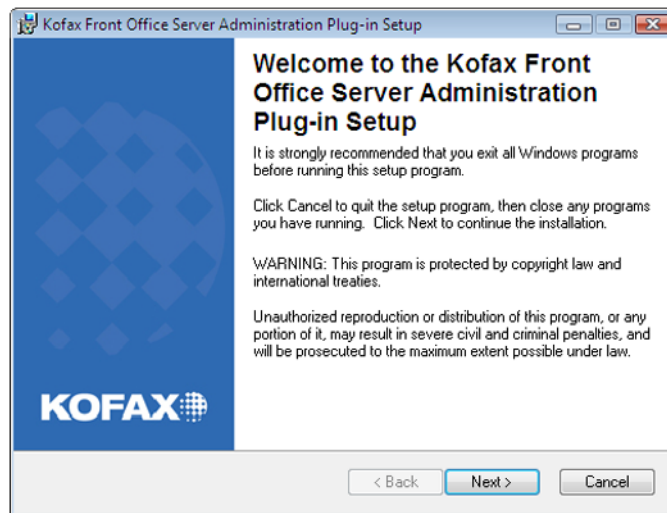 Kofax Front Office Server Administration Plug-in Setup
Welcome to the Kofax Front
Office Server Administration
Plug-in Setup
It is strongly recommended that you exit all Windows programs
before running this setup program.
Click Cancel to quit the setup program, then close any programs
you have running. Click Next to continue the installation.
WARNING: This program is protected by copyright law and
international treaties.
Unauthorized reproduction or distribution of this program, or any
portion of it, may result in severe civil and criminal penalties, and
will be prosecuted to the maximum extent possible under law.
KOFAX
< Back Next > Cancel